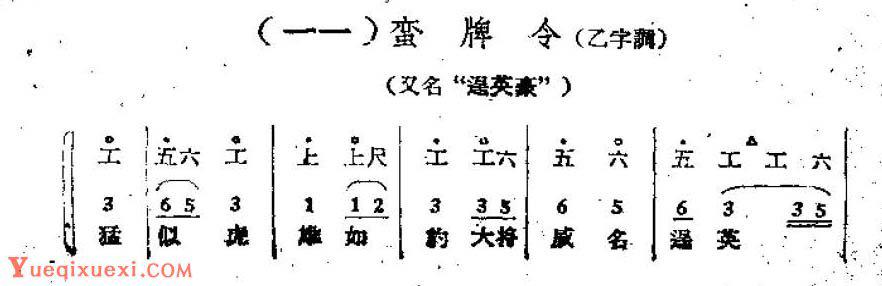 （一一）蛮牌令（乙字調）
（又名“逞英豪”）
工 五六 工 上 上尺 工 工六 五 六 五 工 工 六
3 6 5 3 1 1 2 3 3 5 6 5 6 3 3 5
猛 似 虎 雄 如 豹 大 将 威 名 逞 英
Yueqixuexi.com